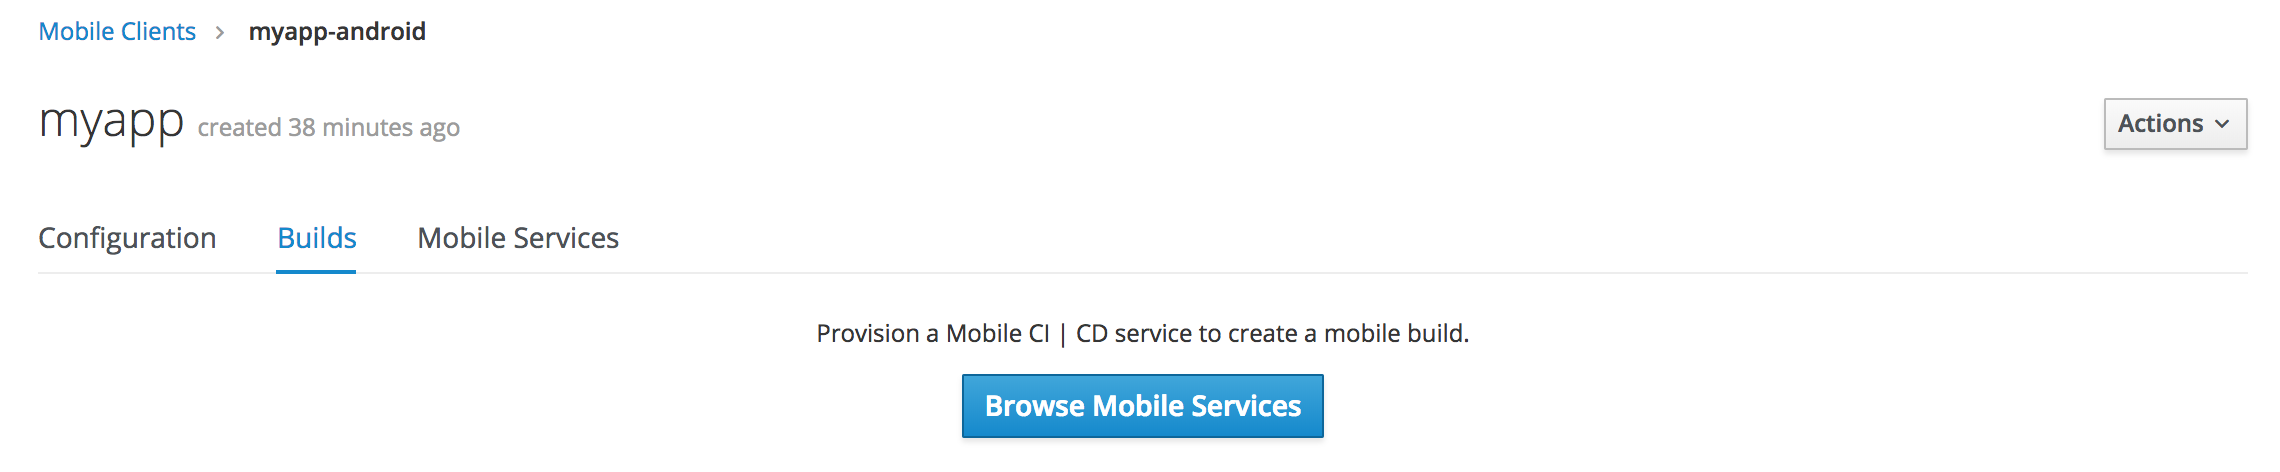 Mobile Clients > myapp-android
myapp created 38 minutes ago
Actions
Configuration Builds Mobile Services
Provision a Mobile CI | CD service to create a mobile build.
Browse Mobile Services